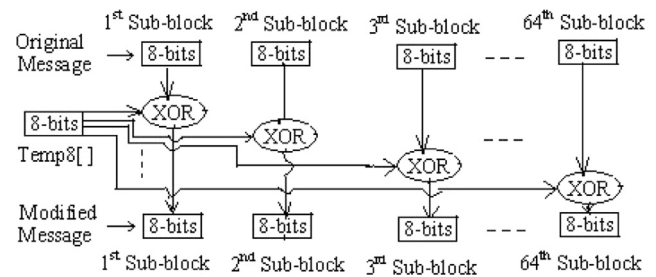 1st Sub-block 2nd Sub-block 3rd Sub-block 64th Sub-block
Original
Message
8-bits 8-bits 8-bits 8-bits
XOR
8-bits
XOR
Temp8[ ]
XOR
XOR
Modified
Message
8-bits 8-bits 8-bits 8-bits
1st Sub-block 2nd Sub-block 3rd Sub-block 64th Sub-block